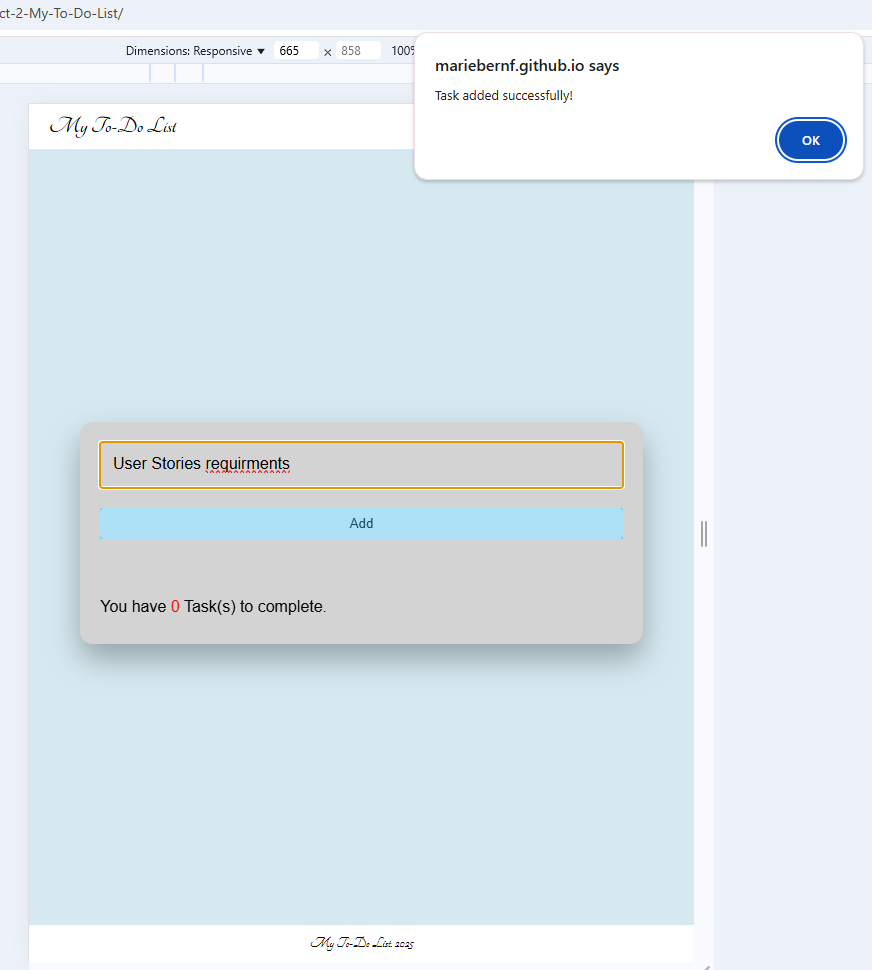 ct-2-My-To-Do-List/
Dimensions: Responsive ▼ 665 × 858 100%
mariebernf.github.io says
Task added successfully!
OK
My To-Do List
User Stories requirments
Add
You have 0 Task(s) to complete.
My To-Do List. 2025